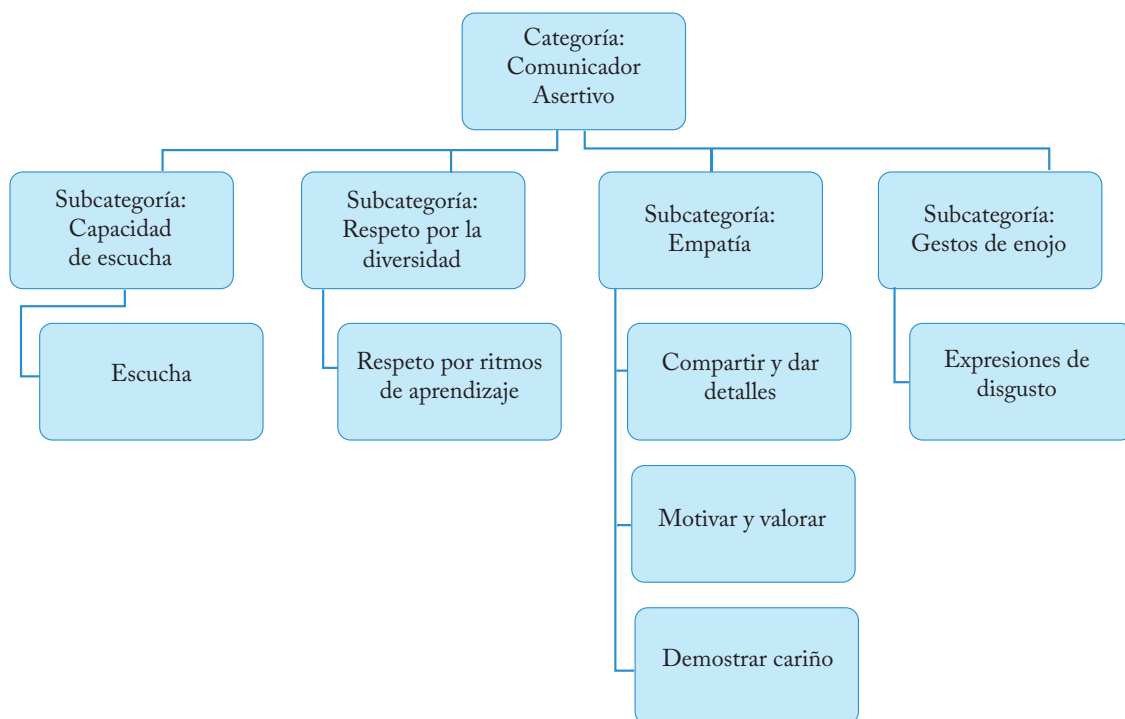 Categoría:
Comunicador
Asertivo
Subcategoría:
Capacidad
de escucha
Subcategoría:
Respeto por la
diversidad
Subcategoría:
Empatía
Subcategoría:
Gestos de enojo
Escucha
Respeto por ritmos
de aprendizaje
Compartir y dar
detalles
Expresiones de
disgusto
Motivar y valorar
Demostrar cariño